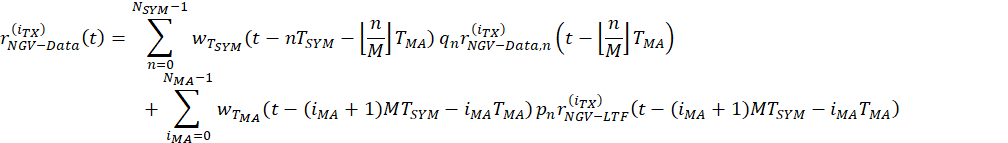 r_{NGV-Data}^{(i_{TX})}(t) = \sum_{n=0}^{N_{SYM}-1} w_{T_{SYM}}(t - nT_{SYM} - \lfloor \frac{n}{M} \rfloor T_{MA}) q_n r_{NGV-Data,n}^{(i_{TX})} (t - \lfloor \frac{n}{M} \rfloor T_{MA})
+ \sum_{i_{MA}=0}^{N_{MA}-1} w_{T_{MA}}(t - (i_{MA} + 1)MT_{SYM} - i_{MA}T_{MA}) p_n r_{NGV-LTF}^{(i_{TX})}(t - (i_{MA} + 1)MT_{SYM} - i_{MA}T_{MA})